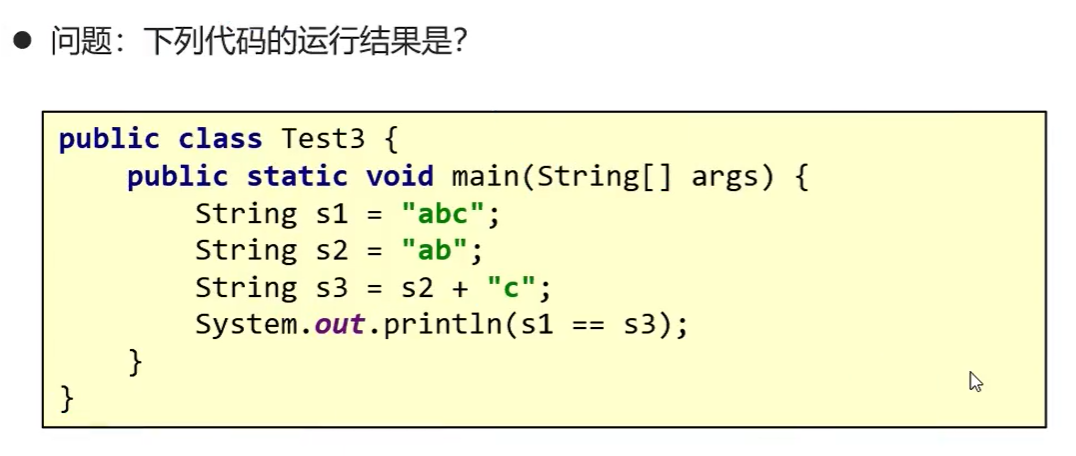 ● 问题：下列代码的运行结果是？
public class Test3 {
    public static void main(String[] args) {
        String s1 = "abc";
        String s2 = "ab";
        String s3 = s2 + "c";
        System.out.println(s1 == s3);
    }
}